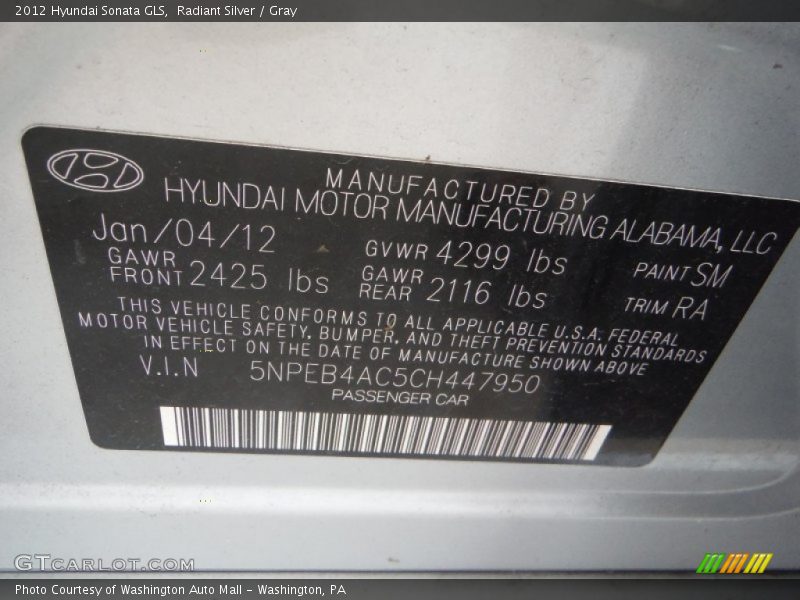 2012 Hyundai Sonata GLS, Radiant Silver / Gray
MANUFACTURED BY
HYUNDAI MOTOR MANUFACTURING ALABAMA, LLC
Jan/04/12 GVWR 4299 lbs PAINT SM
GAWR FRONT 2425 lbs GAWR REAR 2116 lbs TRIM RA
THIS VEHICLE CONFORMS TO ALL APPLICABLE U.S.A. FEDERAL
MOTOR VEHICLE SAFETY, BUMPER, AND THEFT PREVENTION STANDARDS
IN EFFECT ON THE DATE OF MANUFACTURE SHOWN ABOVE
V.I.N 5NPEB4AC5CH447950
PASSENGER CAR
GTCarLot.com
Photo Courtesy of Washington Auto Mall - Washington, PA